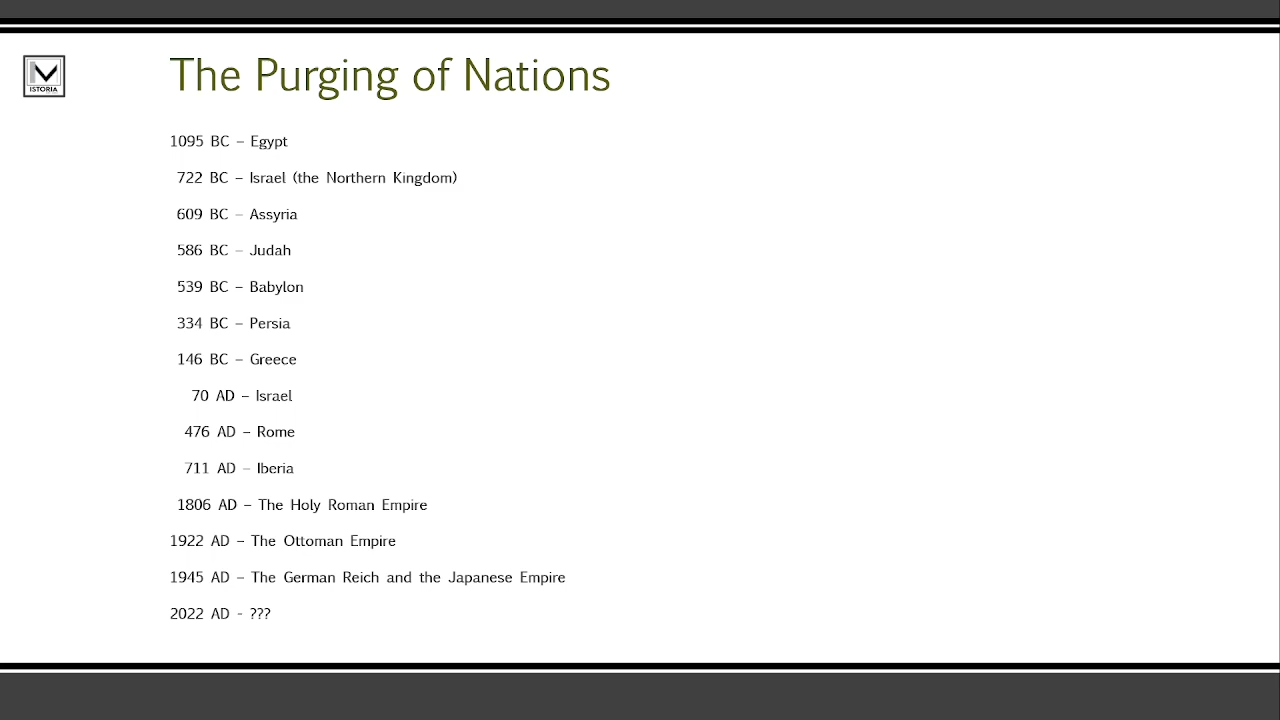 ISTORIA
The Purging of Nations
1095 BC – Egypt
722 BC – Israel (the Northern Kingdom)
609 BC – Assyria
586 BC – Judah
539 BC – Babylon
334 BC – Persia
146 BC – Greece
70 AD – Israel
476 AD – Rome
711 AD – Iberia
1806 AD – The Holy Roman Empire
1922 AD – The Ottoman Empire
1945 AD – The German Reich and the Japanese Empire
2022 AD - ???